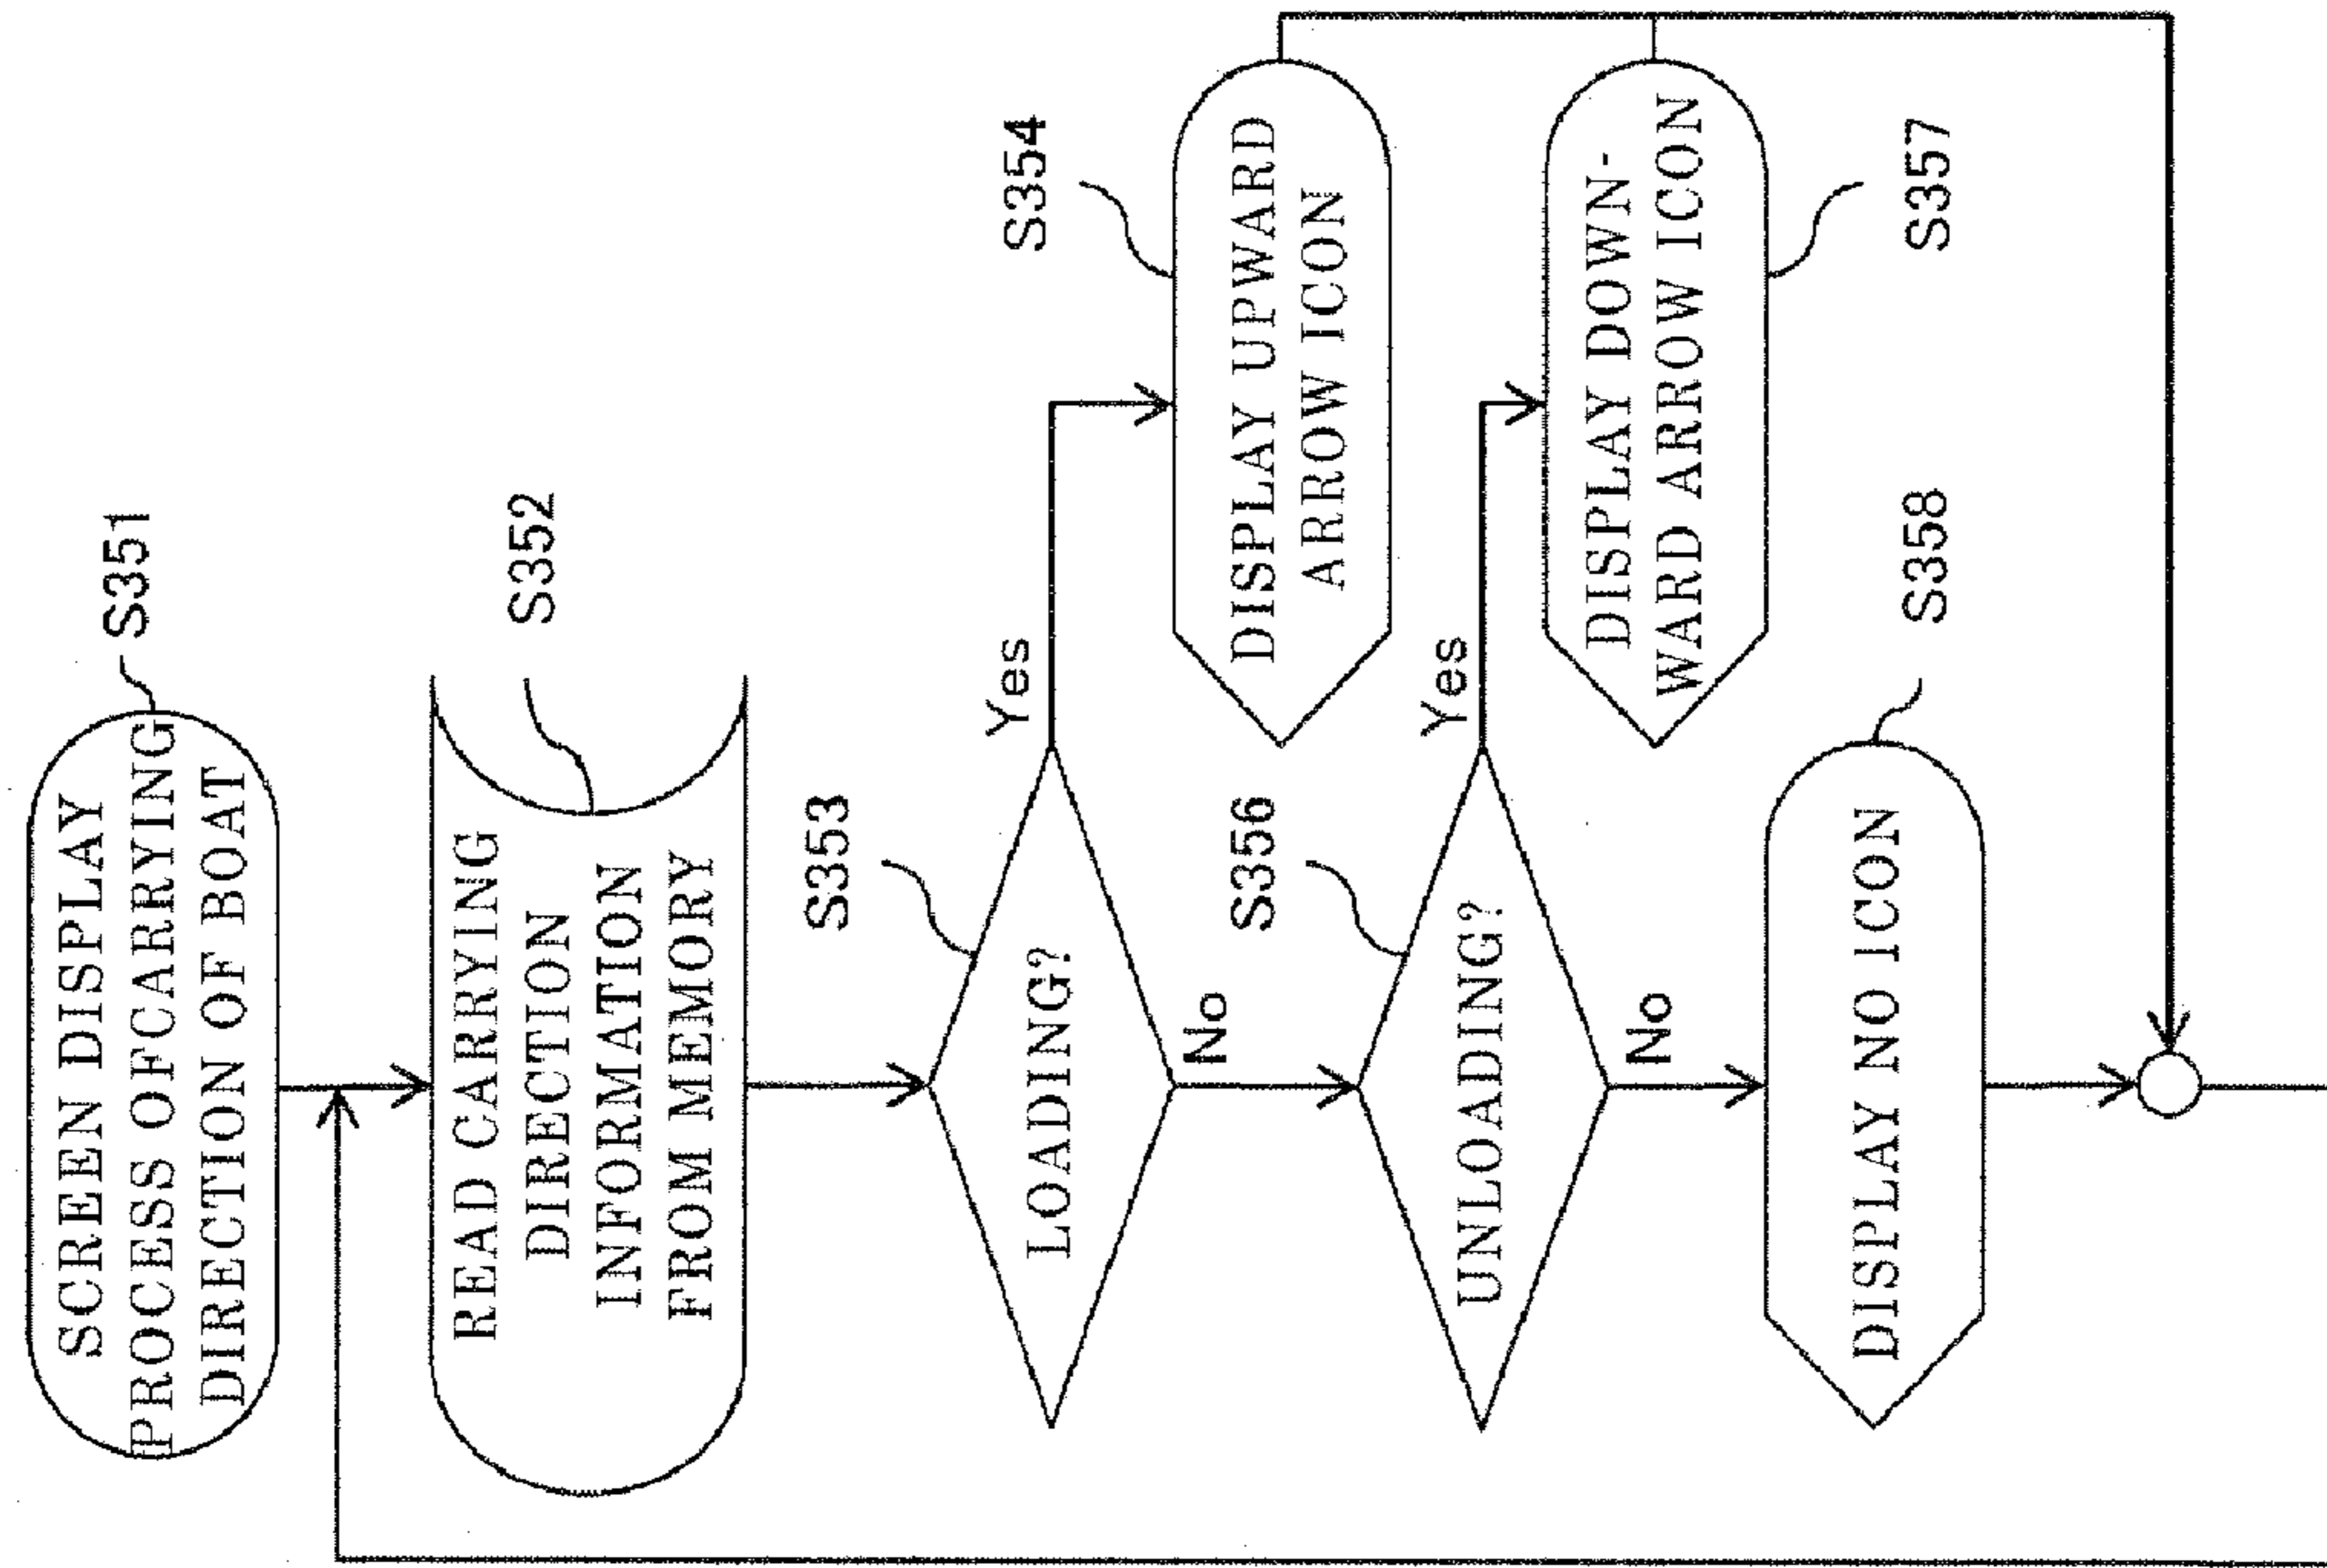 SCREEN DISPLAY
PROCESS OFCARRYING
DIRECTION OF BOAT
S351
READ CARRYING
DIRECTION
INFORMATION
FROM MEMORY
S352
LOADING?
S353
Yes
No
DISPLAY UPWARD
ARROW ICON
S354
UNLOADING?
S356
Yes
No
DISPLAY DOWN-
WARD ARROW ICON
S357
DISPLAY NO ICON
S358